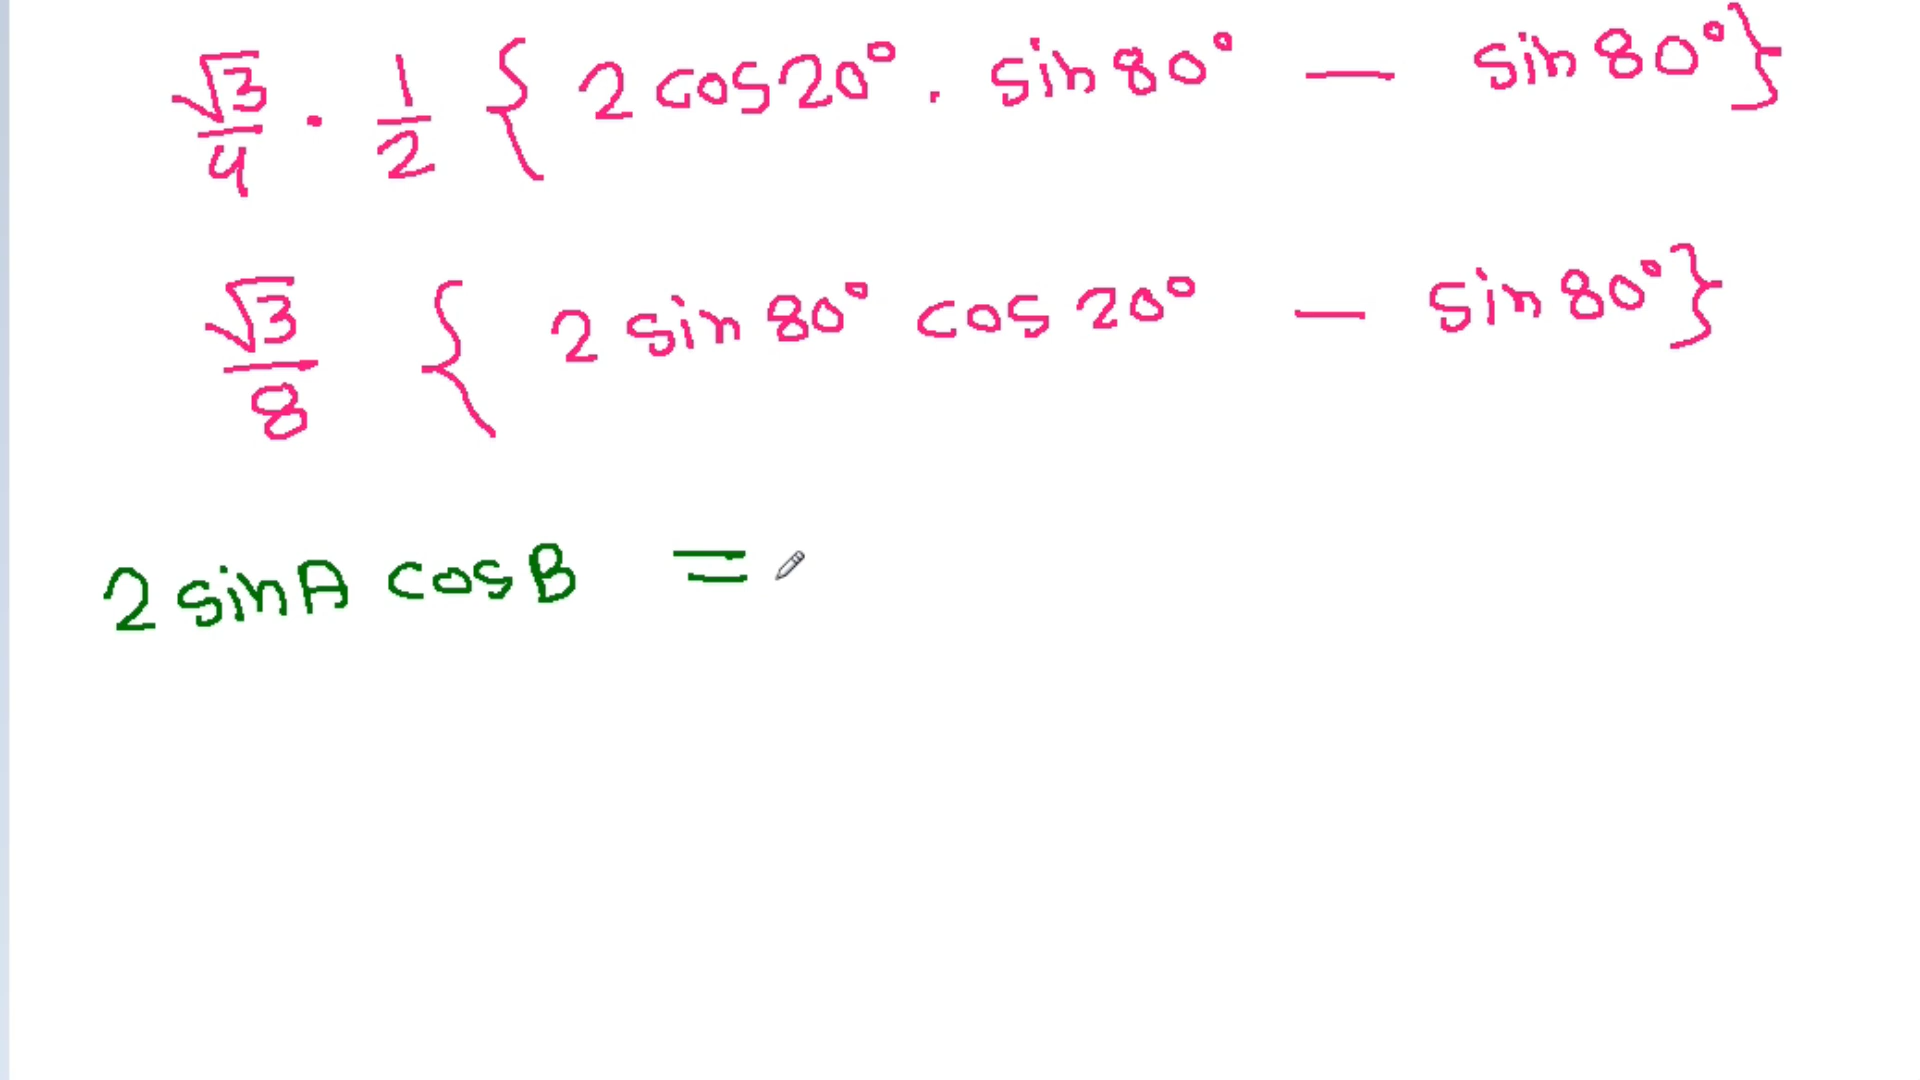 √3/4 · 1/2 { 2 cos20° . sin80° — sin80° }
√3/8 { 2 sin80° cos20° — sin80° }
2 sinA cosB =